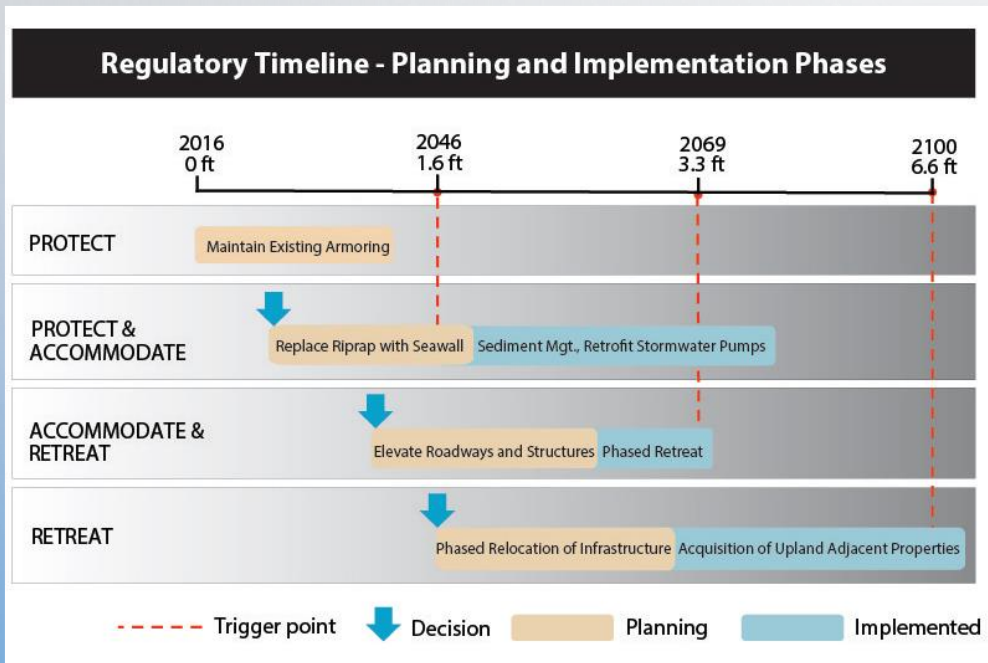 Regulatory Timeline - Planning and Implementation Phases
2016
0 ft
2046
1.6 ft
2069
3.3 ft
2100
6.6 ft
PROTECT
Maintain Existing Armoring
PROTECT &
ACCOMMODATE
Replace Riprap with Seawall
Sediment Mgt., Retrofit Stormwater Pumps
ACCOMMODATE &
RETREAT
Elevate Roadways and Structures
Phased Retreat
RETREAT
Phased Relocation of Infrastructure
Acquisition of Upland Adjacent Properties
Trigger point
Decision
Planning
Implemented